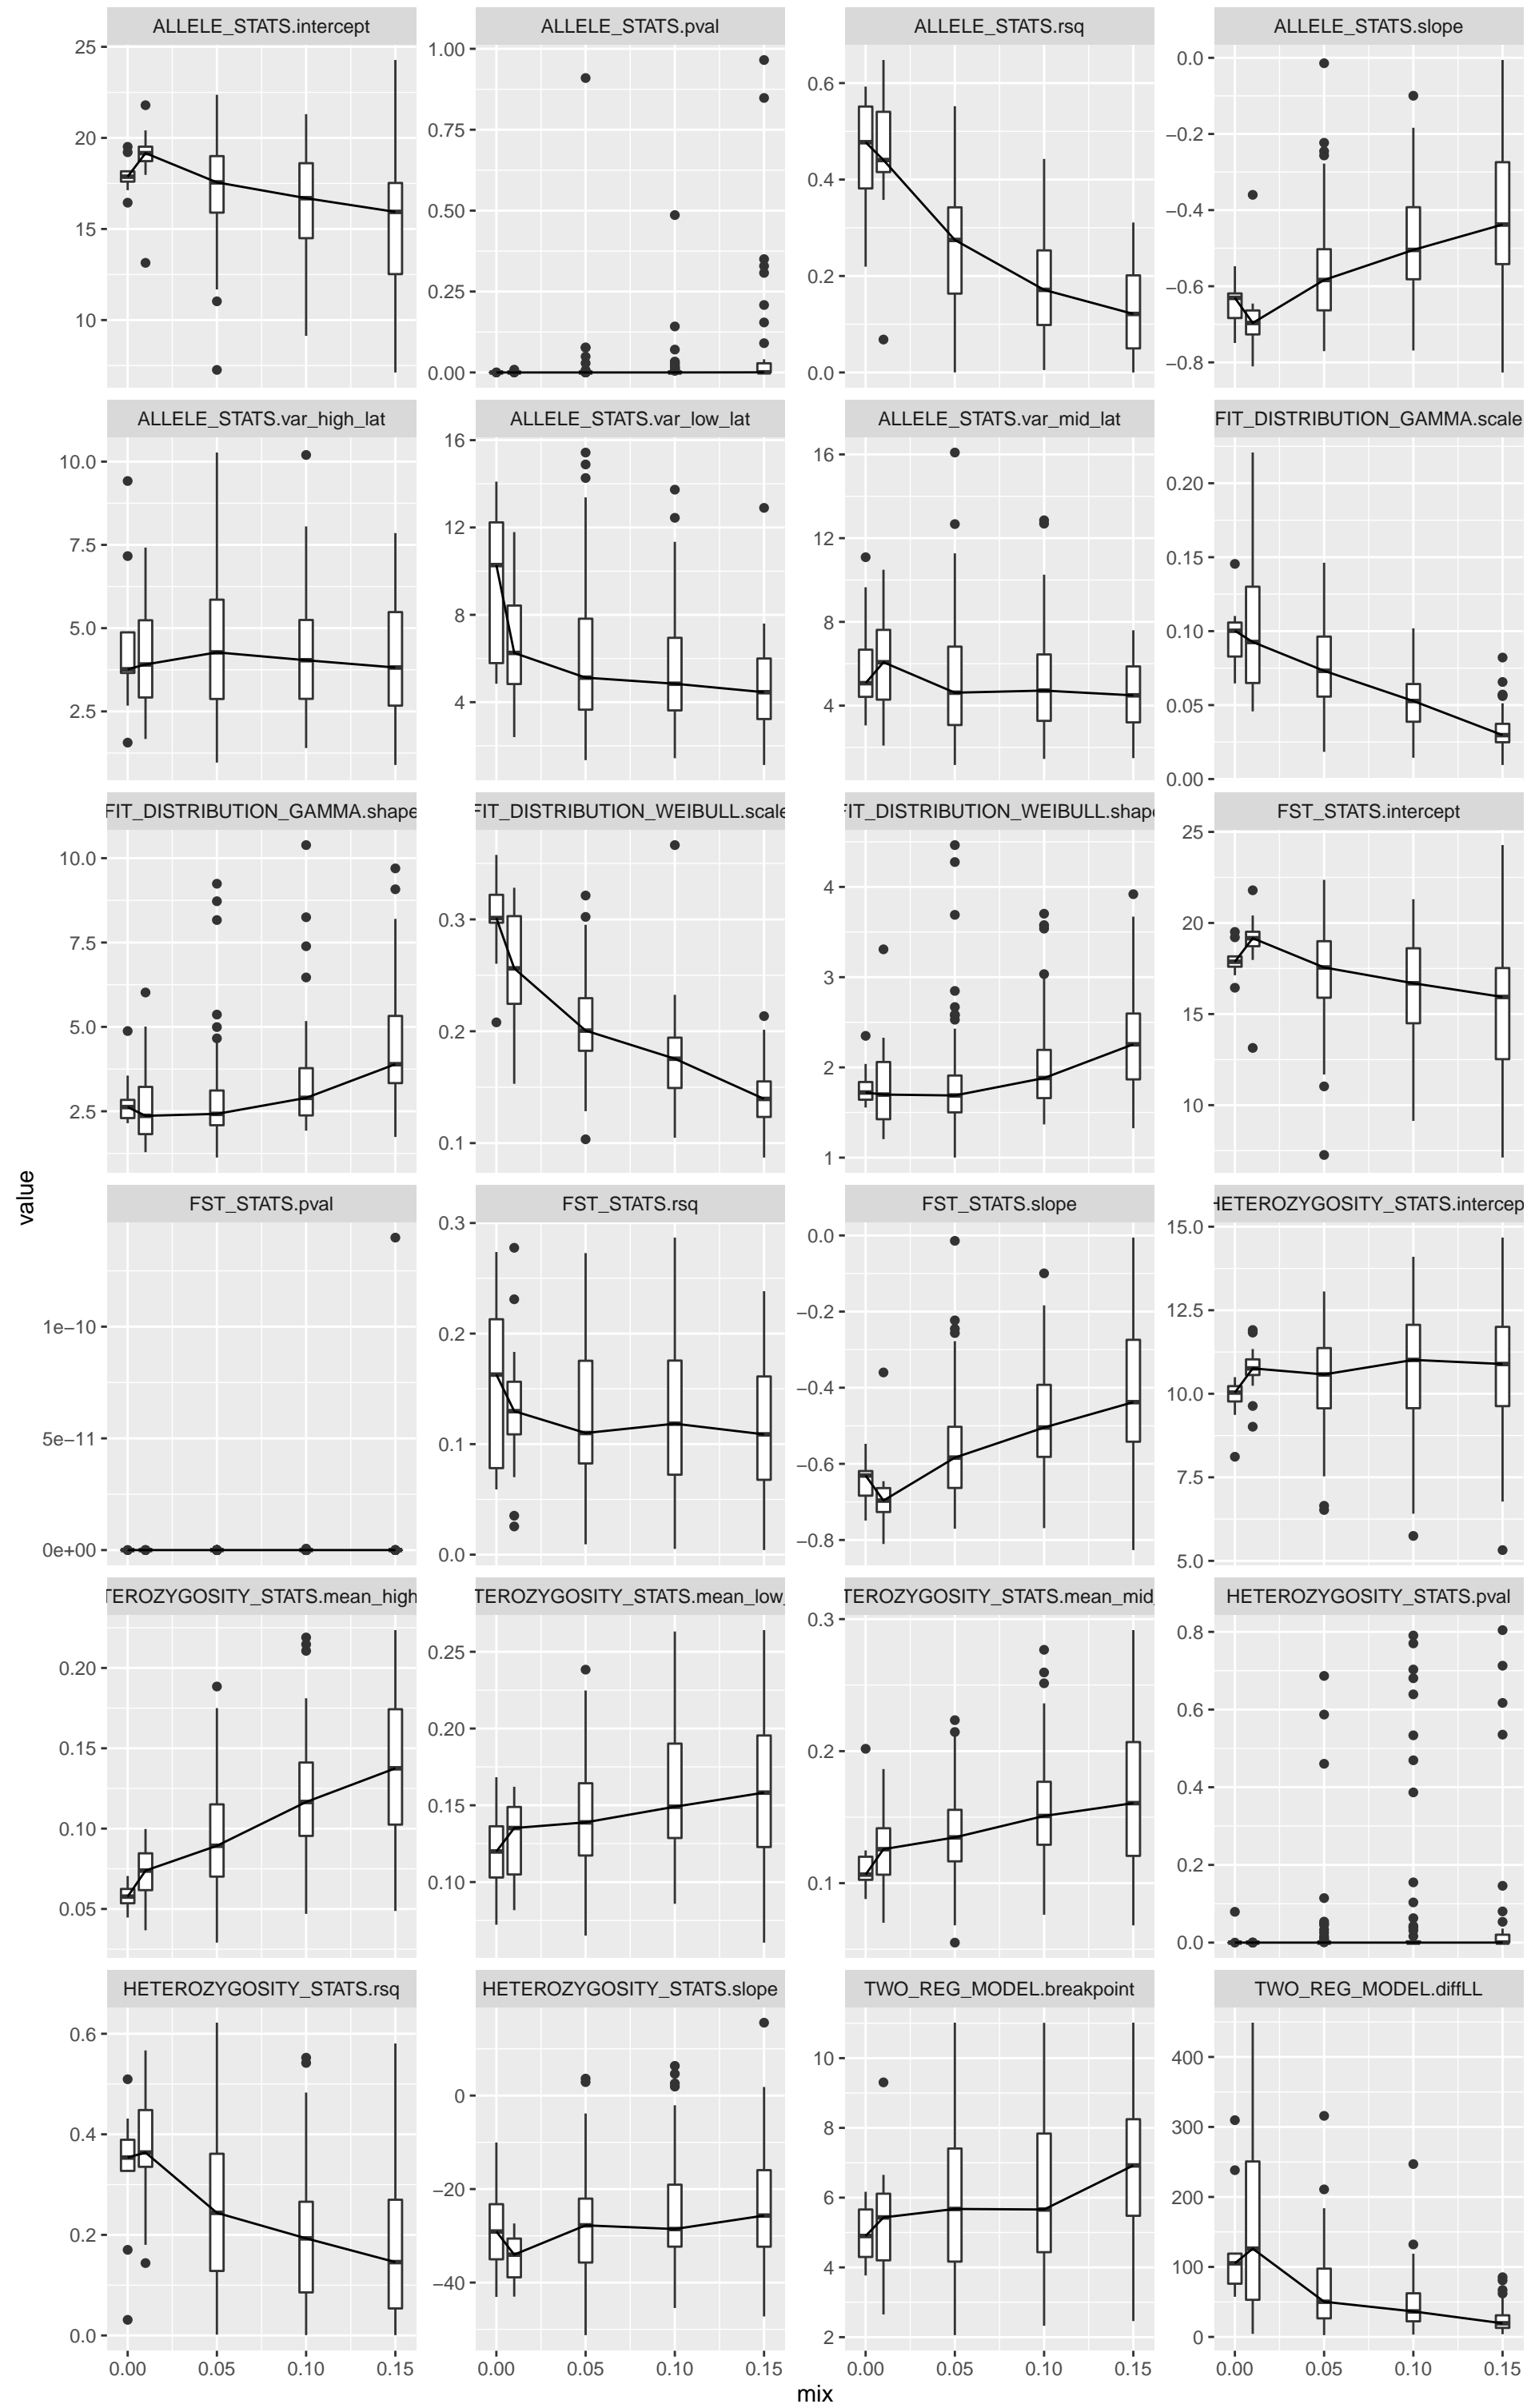 ALLELE_STATS.intercept
ALLELE_STATS.pval
ALLELE_STATS.rsq
ALLELE_STATS.slope
25
20
15
10
1.00
0.75
0.50
0.25
0.00
0.6
0.4
0.2
0.0
0.0
−0.2
−0.4
−0.6
−0.8
ALLELE_STATS.var_high_lat
ALLELE_STATS.var_low_lat
ALLELE_STATS.var_mid_lat
FIT_DISTRIBUTION_GAMMA.scale
10.0
7.5
5.0
2.5
16
12
8
4
16
12
8
4
0.20
0.15
0.10
0.05
0.00
FIT_DISTRIBUTION_GAMMA.shape
FIT_DISTRIBUTION_WEIBULL.scale
FIT_DISTRIBUTION_WEIBULL.shape
FST_STATS.intercept
10.0
7.5
5.0
2.5
0.3
0.2
0.1
4
3
2
1
25
20
15
10
value
FST_STATS.pval
FST_STATS.rsq
FST_STATS.slope
HETEROZYGOSITY_STATS.intercep
1e−10
5e−11
0e+00
0.3
0.2
0.1
0.0
0.0
−0.2
−0.4
−0.6
−0.8
15.0
12.5
10.0
7.5
5.0
TEROZYGOSITY_STATS.mean_high
TEROZYGOSITY_STATS.mean_low_
TEROZYGOSITY_STATS.mean_mid_
HETEROZYGOSITY_STATS.pval
0.20
0.15
0.10
0.05
0.25
0.20
0.15
0.10
0.3
0.2
0.1
0.8
0.6
0.4
0.2
0.0
HETEROZYGOSITY_STATS.rsq
HETEROZYGOSITY_STATS.slope
TWO_REG_MODEL.breakpoint
TWO_REG_MODEL.diffLL
0.6
0.4
0.2
0.0
0
−20
−40
10
8
6
4
2
400
300
200
100
0
0.00 0.05 0.10 0.15
0.00 0.05 0.10 0.15
0.00 0.05 0.10 0.15
0.00 0.05 0.10 0.15
mix